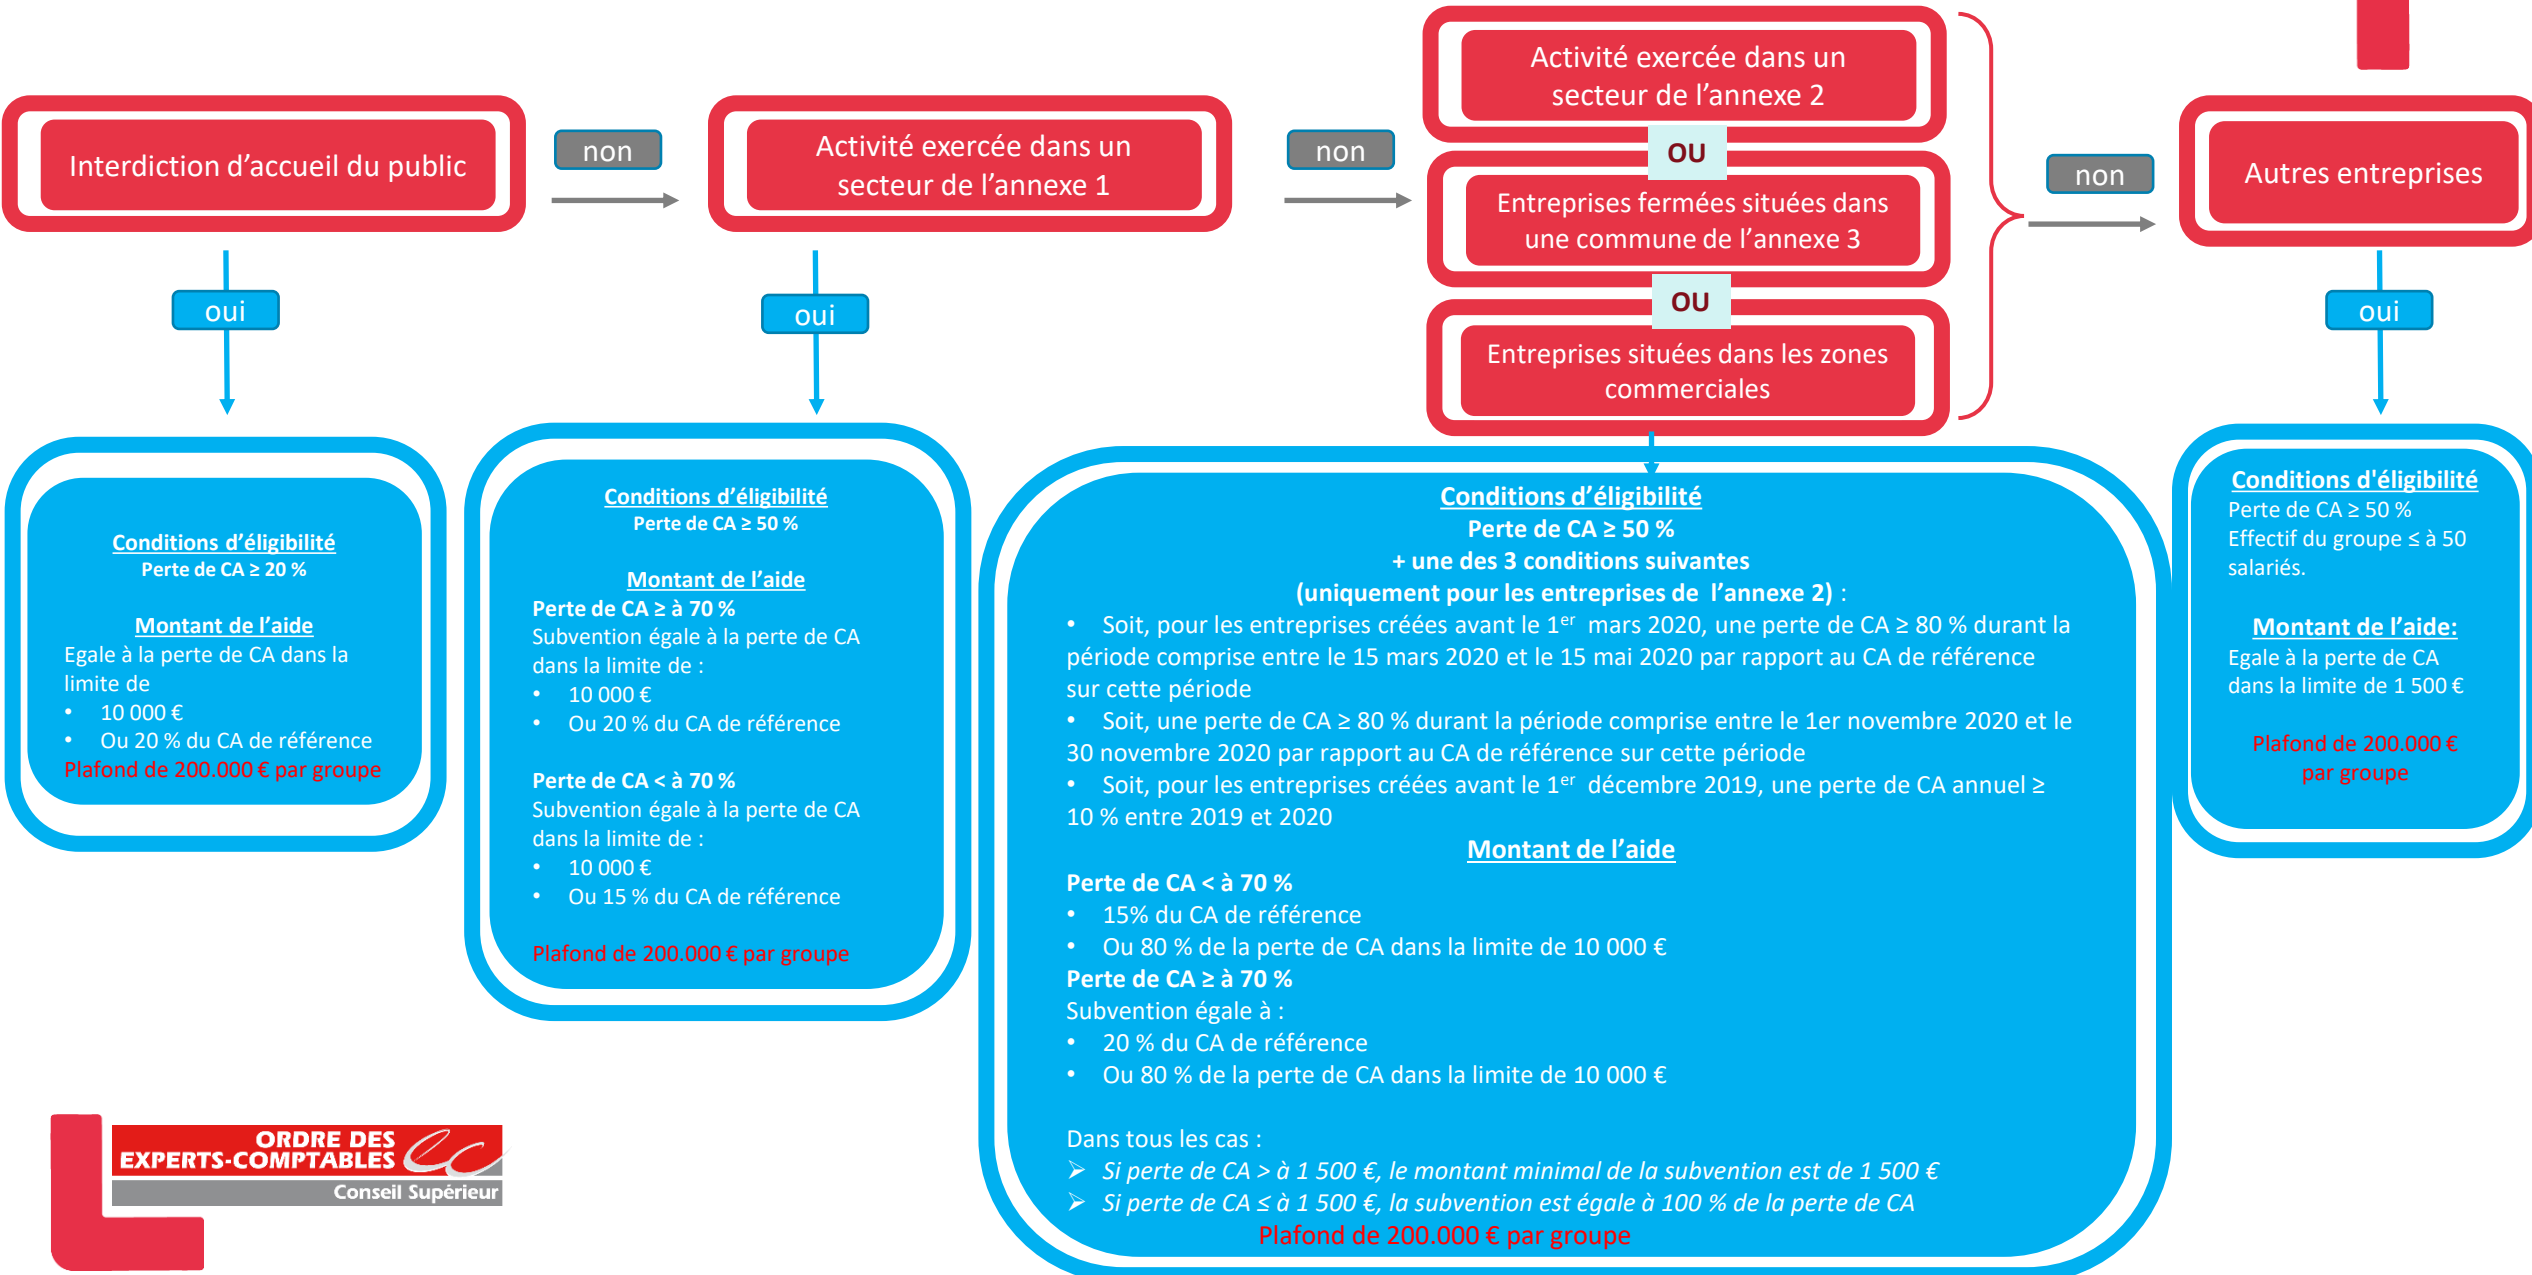 Interdiction d’accueil du public
non
Activité exercée dans un
secteur de l’annexe 1
non
Activité exercée dans un
secteur de l’annexe 2
OU
Entreprises fermées situées dans
une commune de l’annexe 3
OU
Entreprises situées dans les zones
commerciales
non
Autres entreprises
oui
oui
oui
Conditions d’éligibilité
Perte de CA ≥ 20 %
Montant de l’aide
Egale à la perte de CA dans la
limite de
• 10 000 €
• Ou 20 % du CA de référence
Plafond de 200.000 € par groupe
Conditions d’éligibilité
Perte de CA ≥ 50 %
Montant de l’aide
Perte de CA ≥ à 70 %
Subvention égale à la perte de CA
dans la limite de :
• 10 000 €
• Ou 20 % du CA de référence
Perte de CA < à 70 %
Subvention égale à la perte de CA
dans la limite de :
• 10 000 €
• Ou 15 % du CA de référence
Plafond de 200.000 € par groupe
Conditions d’éligibilité
Perte de CA ≥ 50 %
+ une des 3 conditions suivantes
(uniquement pour les entreprises de l’annexe 2) :
• Soit, pour les entreprises créées avant le 1er mars 2020, une perte de CA ≥ 80 % durant la
période comprise entre le 15 mars 2020 et le 15 mai 2020 par rapport au CA de référence
sur cette période
• Soit, une perte de CA ≥ 80 % durant la période comprise entre le 1er novembre 2020 et le
30 novembre 2020 par rapport au CA de référence sur cette période
• Soit, pour les entreprises créées avant le 1er décembre 2019, une perte de CA annuel ≥
10 % entre 2019 et 2020
Montant de l’aide
Perte de CA < à 70 %
• 15% du CA de référence
• Ou 80 % de la perte de CA dans la limite de 10 000 €
Perte de CA ≥ à 70 %
Subvention égale à :
• 20 % du CA de référence
• Ou 80 % de la perte de CA dans la limite de 10 000 €
Dans tous les cas :
➢ Si perte de CA > à 1 500 €, le montant minimal de la subvention est de 1 500 €
➢ Si perte de CA ≤ à 1 500 €, la subvention est égale à 100 % de la perte de CA
Plafond de 200.000 € par groupe
Conditions d'éligibilité
Perte de CA ≥ 50 %
Effectif du groupe ≤ à 50
salariés.
Montant de l’aide:
Egale à la perte de CA
dans la limite de 1 500 €
Plafond de 200.000 €
par groupe
ORDRE DES
EXPERTS-COMPTABLES
Conseil Supérieur